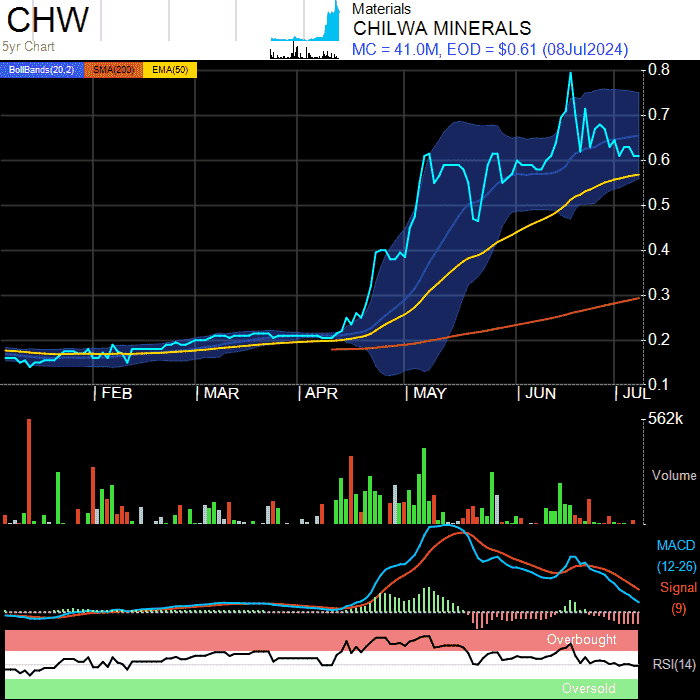 CHW
5yr Chart
Materials
CHILWA MINERALS
MC = 41.0M, EOD = $0.61 (08Jul2024)
BollBands(20,2) SMA(200) EMA(50)
0.8
0.7
0.6
0.5
0.4
0.3
0.2
0.1
FEB MAR APR MAY JUN JUL
562k
Volume
MACD
(12-26)
Signal
(9)
Overbought
RSI(14)
Oversold